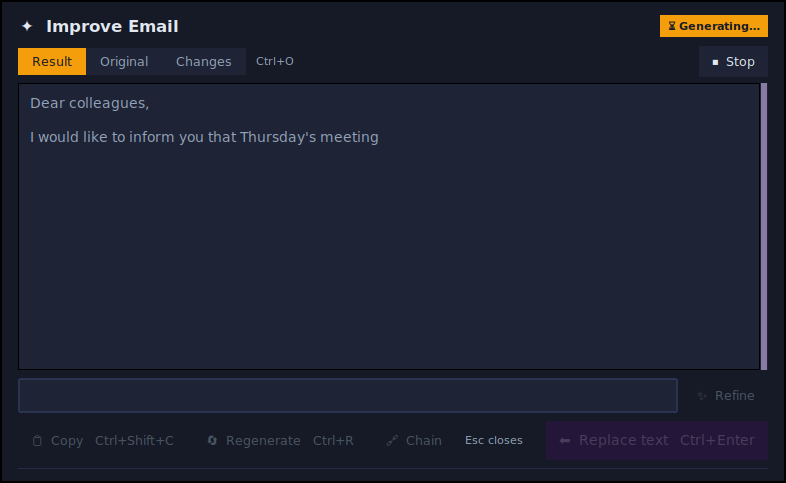 Improve Email
Generating...
Result Original Changes Ctrl+O
Stop
Dear colleagues,
I would like to inform you that Thursday's meeting
Refine
Copy Ctrl+Shift+C Regenerate Ctrl+R Chain Esc closes Replace text Ctrl+Enter